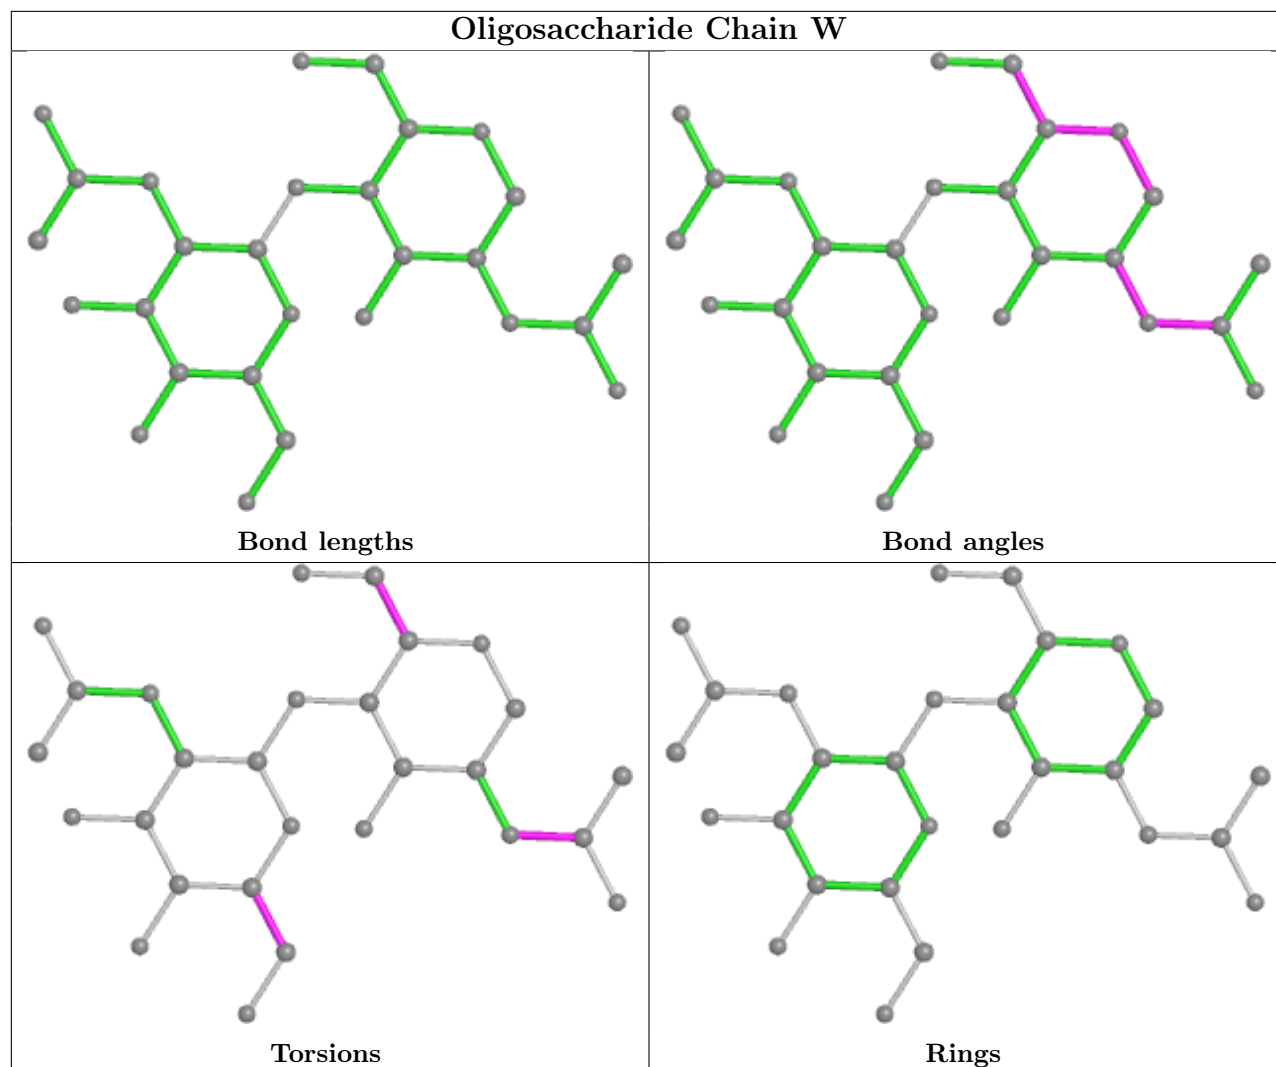 Oligosaccharide Chain W
Bond lengths
Bond angles
Torsions
Rings